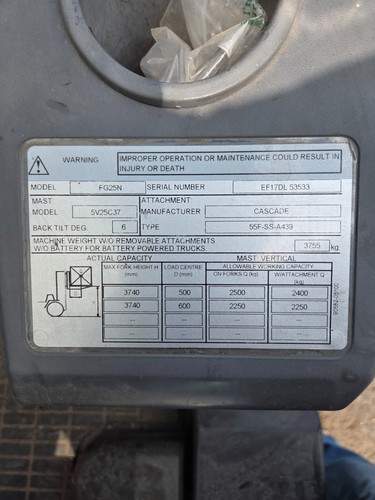 WARNING IMPROPER OPERATION OR MAINTENANCE COULD RESULT IN
INJURY OR DEATH
MODEL FG25N SERIAL NUMBER EF17DL 53533
MAST: ATTACHMENT
MODEL 5V25C37 MANUFACTURER CASCADE
BACK TILT DEG. 6 TYPE 55F-SS-A439
MACHINE WEIGHT W/O REMOVABLE ATTACHMENTS
W/O BATTERY FOR BATTERY POWERED TRUCKS. 3755 kg
ACTUAL CAPACITY MAST: VERTICAL
MAX FORK HEIGHT H LOAD CENTRE ALLOWABLE WORKING CAPACITY
(mm) D (mm) ON FORKS Q (kg) W/ATTACHMENT Q
(kg)
3740 500 2500 2400
3740 600 2250 2250
--- --- --- ---
--- --- --- ---